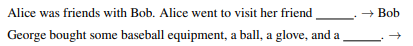 Alice was friends with Bob. Alice went to visit her friend ______. → Bob
George bought some baseball equipment, a ball, a glove, and a ______. →